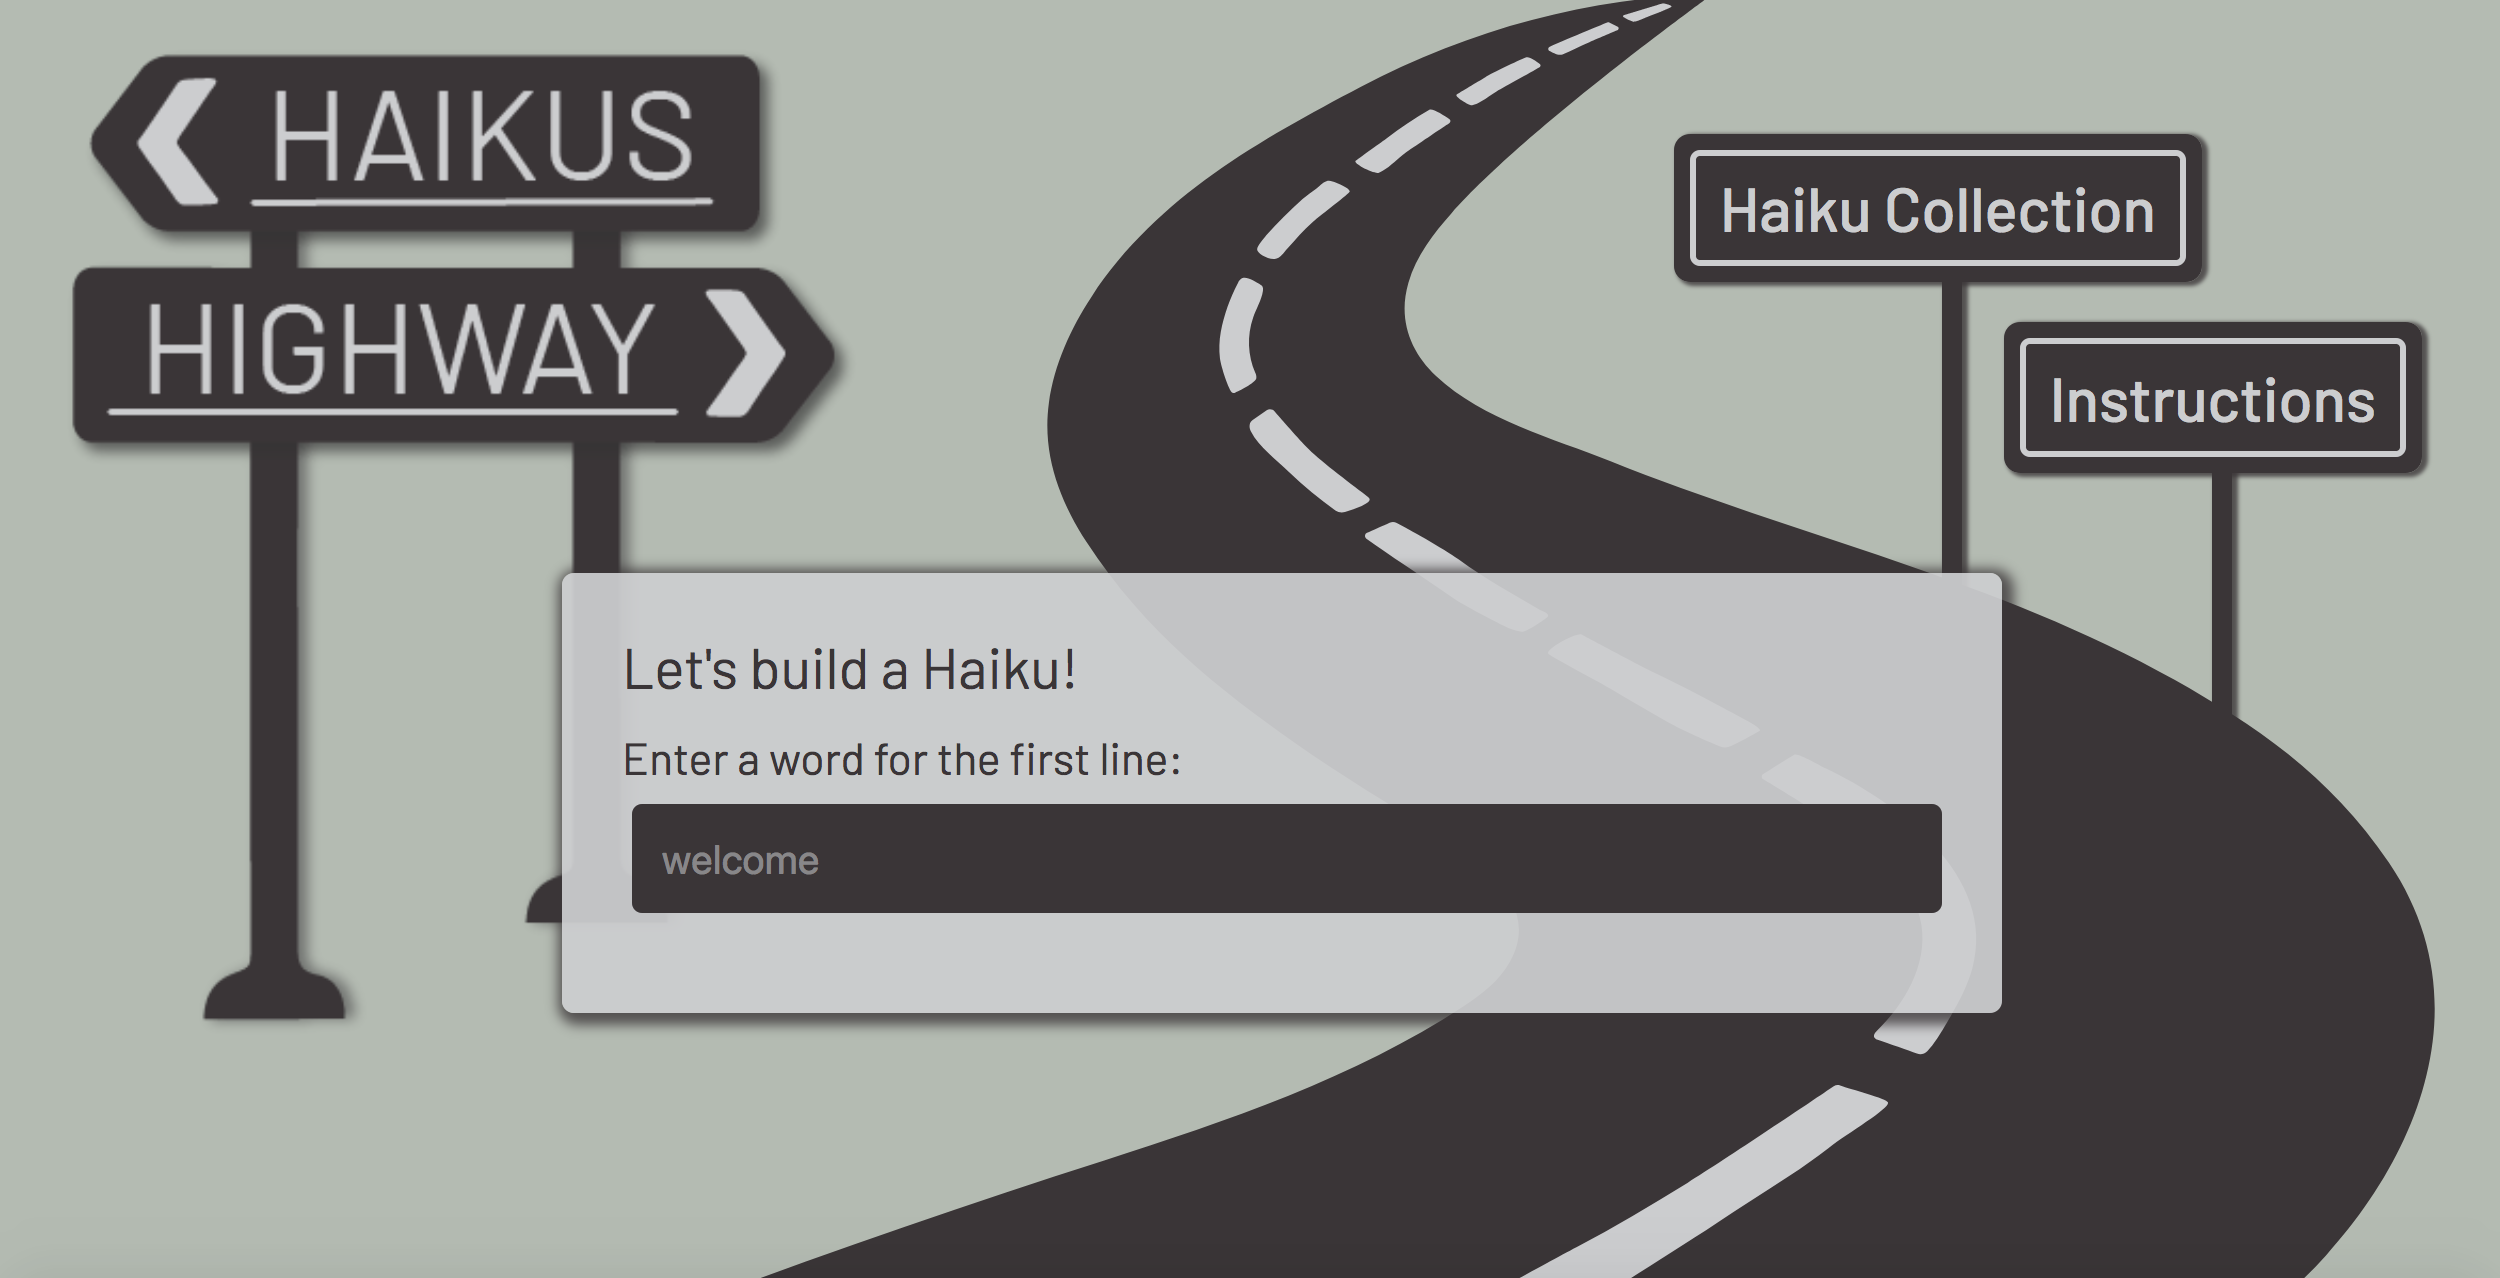 HAIKUS
HIGHWAY
Haiku Collection
Instructions
Let's build a Haiku!
Enter a word for the first line:
welcome